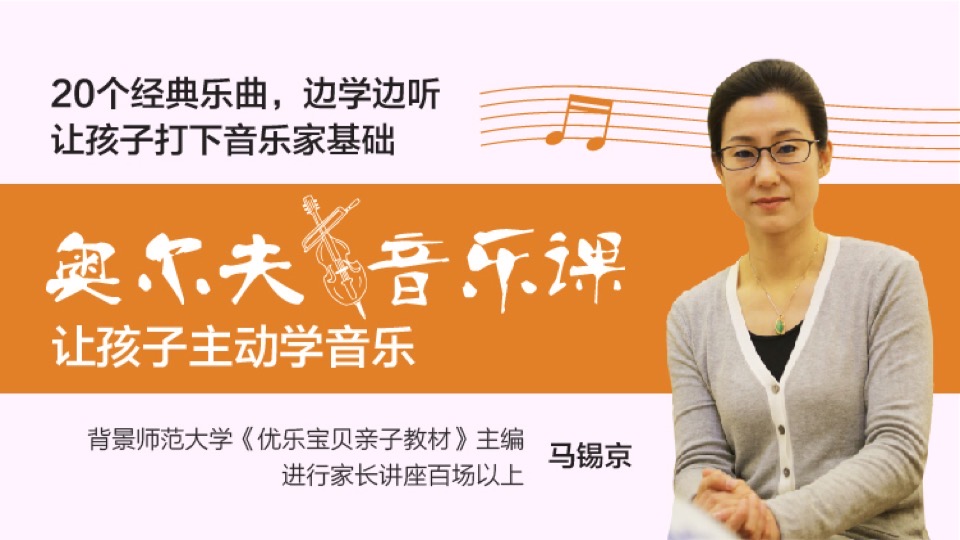 20个经典乐曲，边学边听
让孩子打下音乐家基础
奥尔夫音乐课
让孩子主动学音乐
背景师范大学《优乐宝贝亲子教材》主编
进行家长讲座百场以上
马锡京